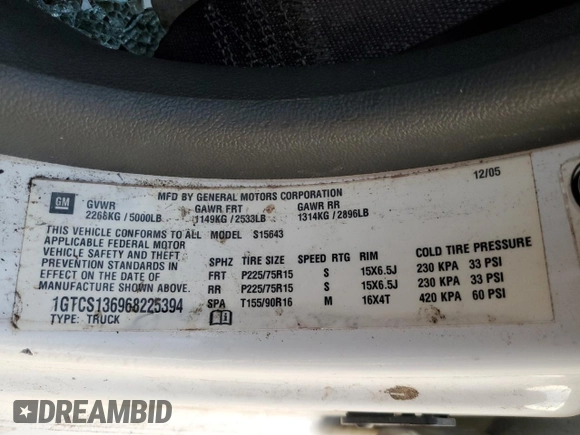 12/05
MFD BY GENERAL MOTORS CORPORATION
GM GVWR GAWR FRT GAWR RR
2268KG / 5000LB 1149KG / 2533LB 1314KG / 2896LB
THIS VEHICLE CONFORMS TO ALL MODEL S15643
APPLICABLE FEDERAL MOTOR
VEHICLE SAFETY AND THEFT
PREVENTION STANDARDS IN
EFFECT ON THE DATE OF
MANUFACTURE SHOWN ABOVE.
1GTCS136968225394
TYPE: TRUCK
SPHZ TIRE SIZE SPEED RTG RIM COLD TIRE PRESSURE
FRT P225/75R15 S 15X6.5J 230 KPA 33 PSI
RR P225/75R15 S 15X6.5J 230 KPA 33 PSI
SPA T155/90R16 M 16X4T 420 KPA 60 PSI
DREAMBID